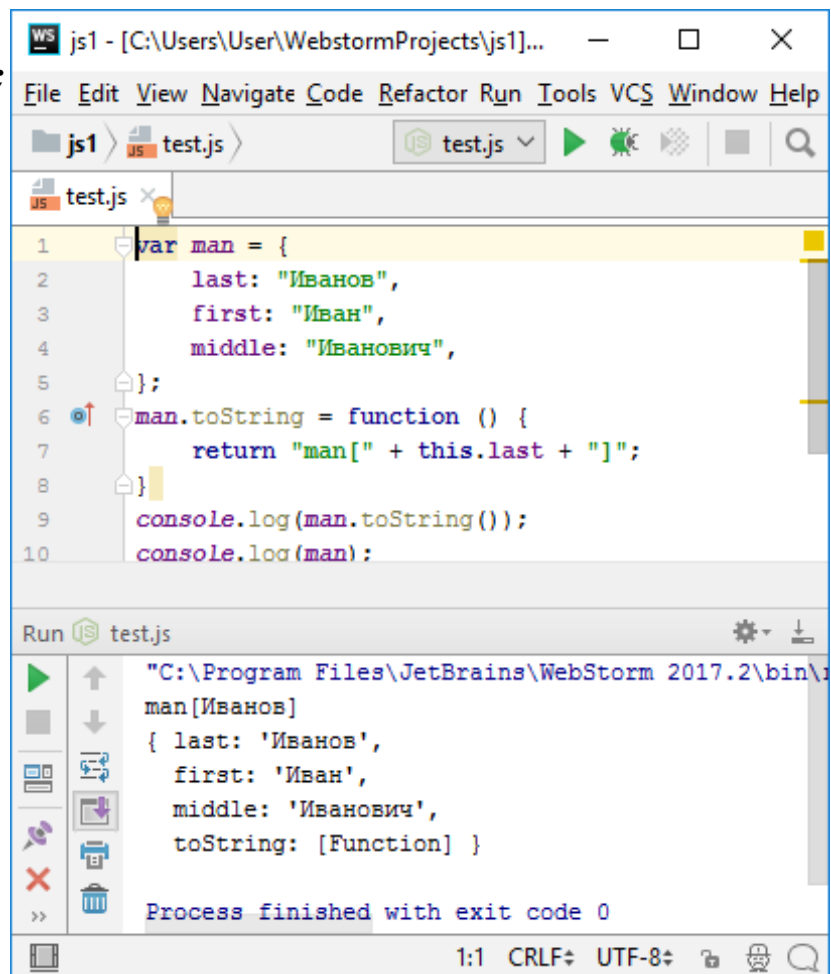 WS js1 - [C:\Users\User\WebstormProjects\js1]...
File Edit View Navigate Code Refactor Run Tools VCS Window Help
js1 test.js test.js
test.js
1 var man = {
2 last: "Иванов",
3 first: "Иван",
4 middle: "Иванович",
5 };
6 man.toString = function () {
7 return "man[" + this.last + "]";
8 }
9 console.log(man.toString());
10 console.log(man);
Run test.js
"C:\Program Files\JetBrains\WebStorm 2017.2\bin\
man[Иванов]
{ last: 'Иванов',
first: 'Иван',
middle: 'Иванович',
toString: [Function] }
Process finished with exit code 0
1:1 CRLF UTF-8